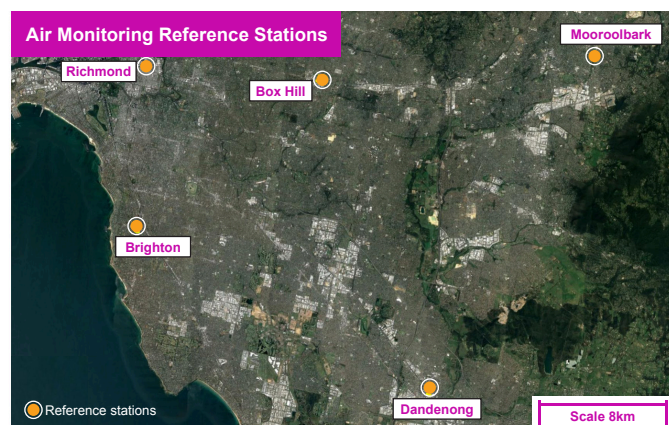 Air Monitoring Reference Stations
Mooroolbark
Richmond
Box Hill
Brighton
Dandenong
Reference stations
Scale 8km